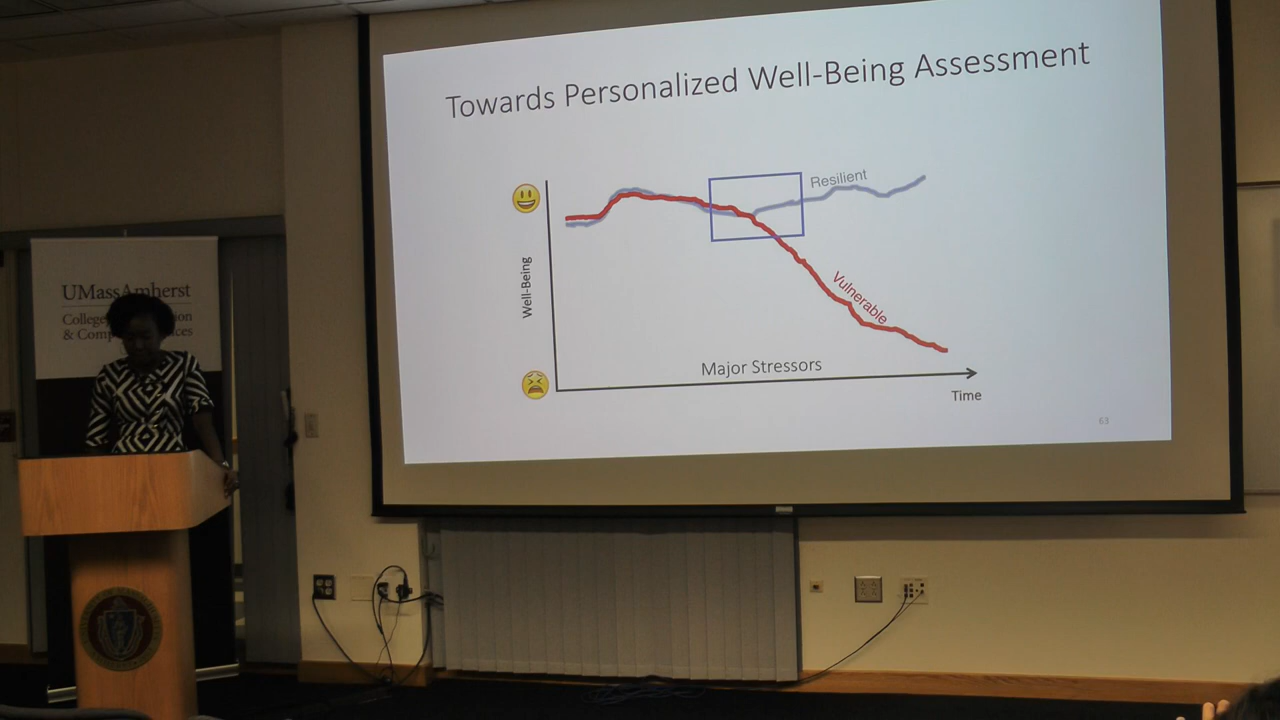 Towards Personalized Well-Being Assessment
Resilient
Well-Being
Vulnerable
Major Stressors
Time
63
UMassAmherst
College
& Comp